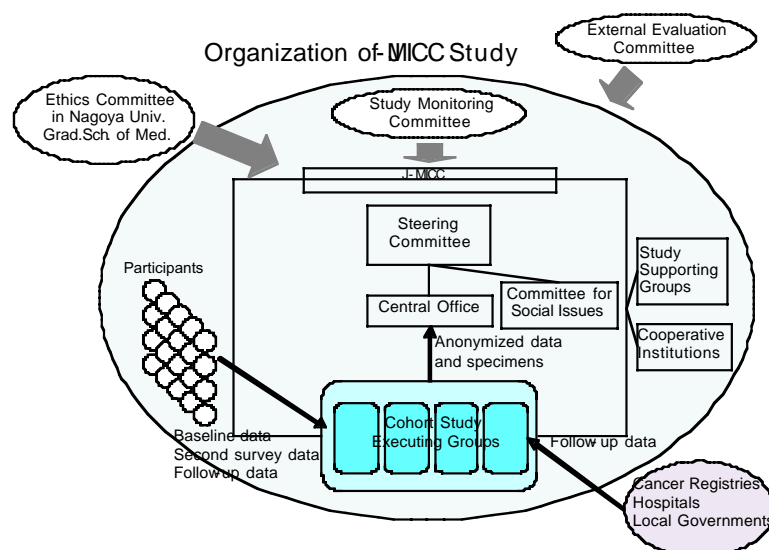 External Evaluation
Committee
Organization of J-MICC Study
Ethics Committee
in Nagoya Univ.
Grad.Sch. of Med.
Study Monitoring
Committee
J-MICC
Steering
Committee
Participants
Study
Supporting
Groups
Central Office
Committee for
Social Issues
Cooperative
Institutions
Anonymized data
and specimens
Cohort Study
Executing Groups
Baseline data
Second survey data
Follow-up data
Follow-up data
Cancer Registries
Hospitals
Local Governments